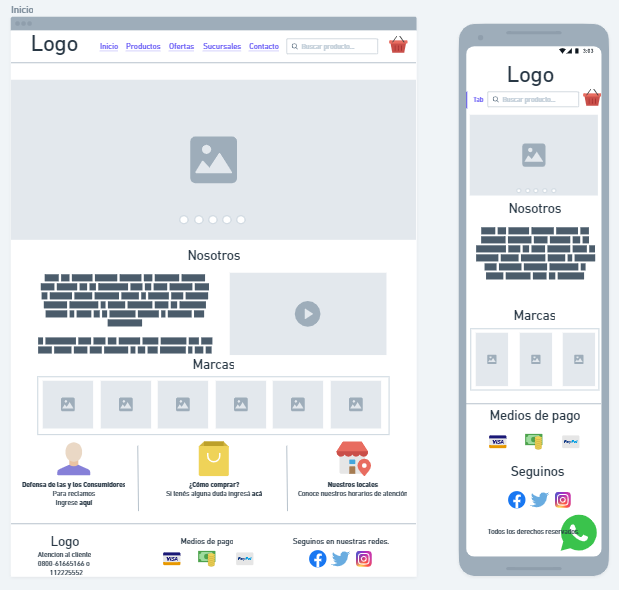 Inicio
Logo
Inicio Productos Ofertas Sucursales Contacto Buscar producto...
Nosotros
Marcas
Defensa de las y los Consumidores
Para reclamos
Ingrese aquí
¿Cómo comprar?
Si tenés alguna duda ingresá acá
Nuestros locales
Conoce nuestros horarios de atención
Logo
Atencion al cliente
0800-61665166 o
112225552
Medios de pago
VISA PayPal
Seguinos en nuestras redes.
3:03
Logo
Tab Buscar producto...
Nosotros
Marcas
Medios de pago
VISA PayPal
Seguinos
Todos los derechos reservados